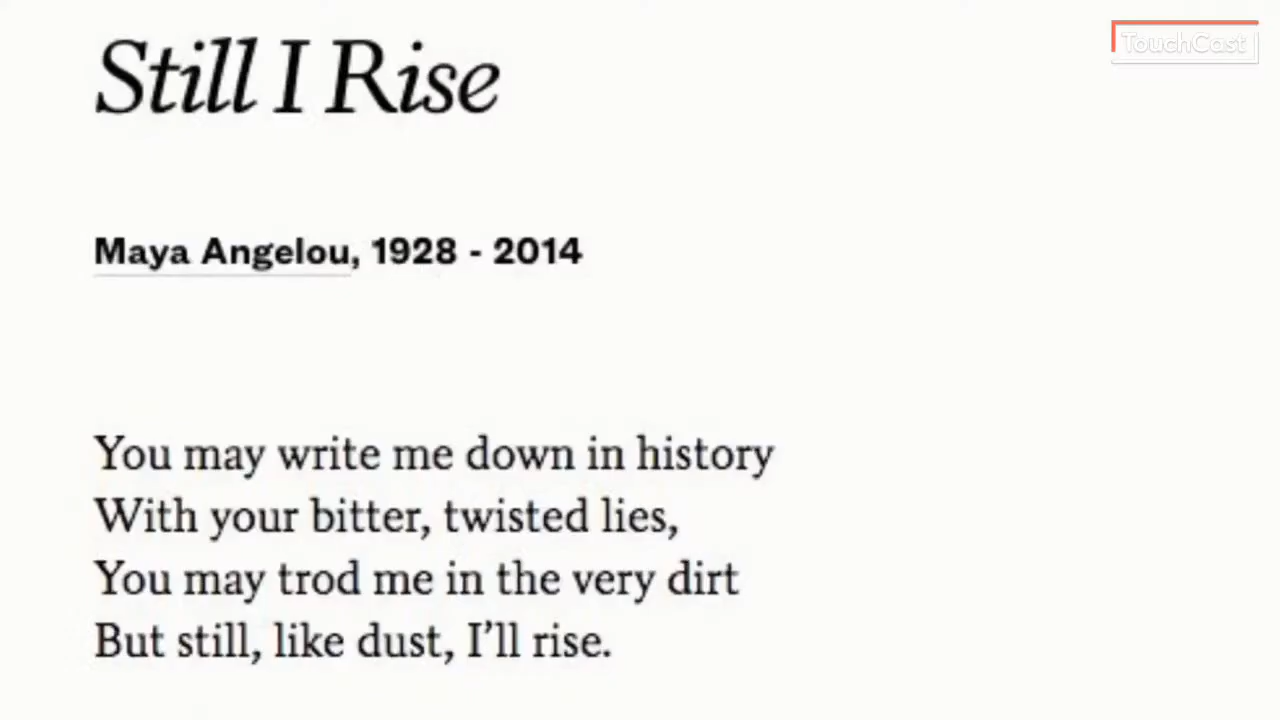 TouchCast
Still I Rise
Maya Angelou, 1928 - 2014
You may write me down in history
With your bitter, twisted lies,
You may trod me in the very dirt
But still, like dust, I’ll rise.